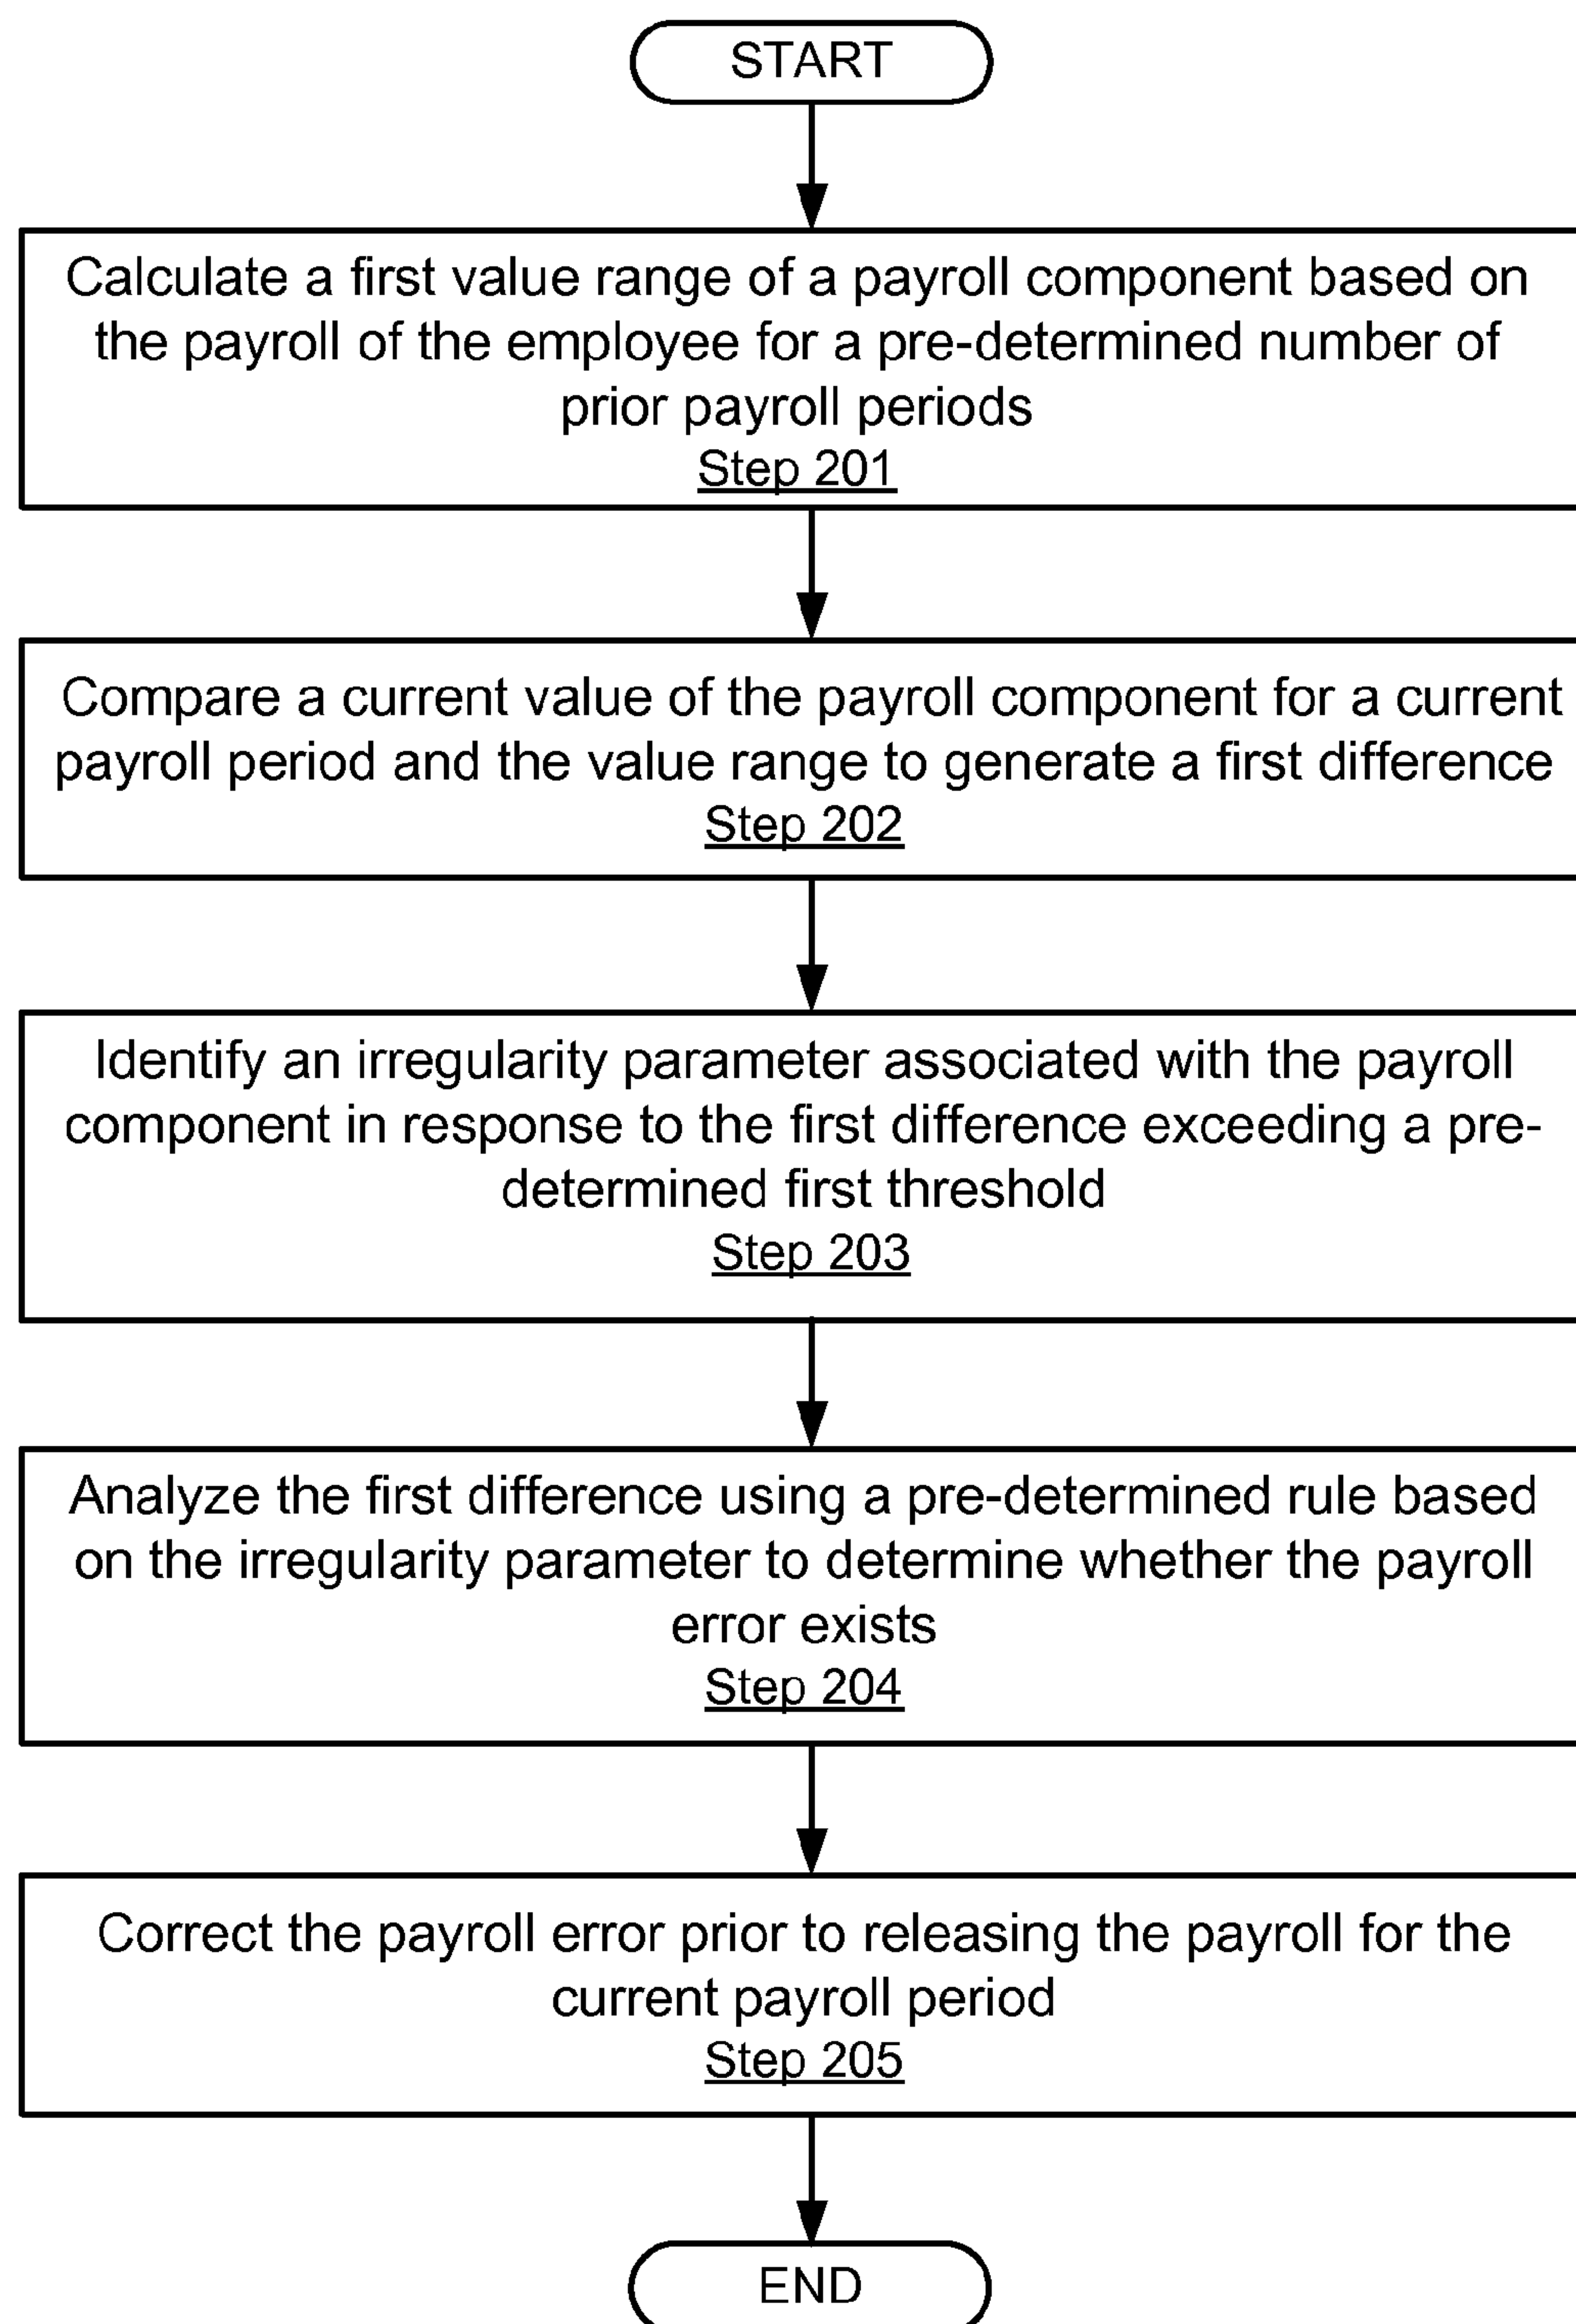 START
Calculate a first value range of a payroll component based on
the payroll of the employee for a pre-determined number of
prior payroll periods
Step 201
Compare a current value of the payroll component for a current
payroll period and the value range to generate a first difference
Step 202
Identify an irregularity parameter associated with the payroll
component in response to the first difference exceeding a pre-
determined first threshold
Step 203
Analyze the first difference using a pre-determined rule based
on the irregularity parameter to determine whether the payroll
error exists
Step 204
Correct the payroll error prior to releasing the payroll for the
current payroll period
Step 205
END